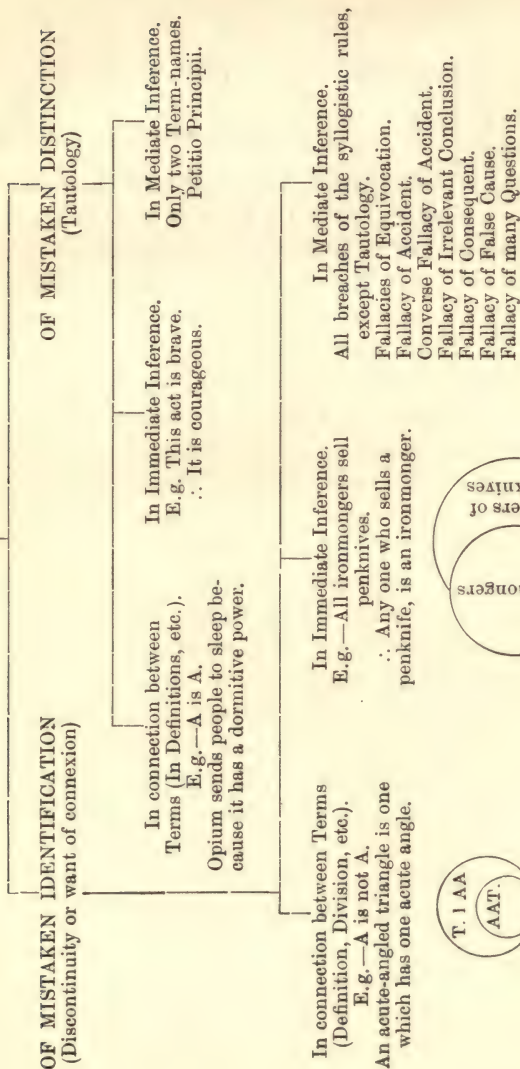 OF MISTAKEN IDENTIFICATION
(Discontinuity or want of connexion)
OF MISTAKEN DISTINCTION
(Tautology)
In connection between
Terms (In Definitions, etc.).
E.g.—A is A.
Opium sends people to sleep be-
cause it has a dormitive power.
In Immediate Inference.
E.g. This act is brave.
∴ It is courageous.
In Mediate Inference.
Only two Term-names.
Petitio Principii.
In connection between Terms
(Definition, Division, etc.).
E.g.—A is not A.
An acute-angled triangle is one
which has one acute angle.
T. 1 AA
AAT.
In Immediate Inference.
E.g.—All ironmongers sell
penknives.
∴ Any one who sells a
penknife, is an ironmonger.
In Mediate Inference.
All breaches of the syllogistic rules,
except Tautology.
Fallacies of Equivocation.
Fallacy of Accident.
Converse Fallacy of Accident.
Fallacy of Irrelevant Conclusion.
Fallacy of Consequent.
Fallacy of False Cause.
Fallacy of many Questions.